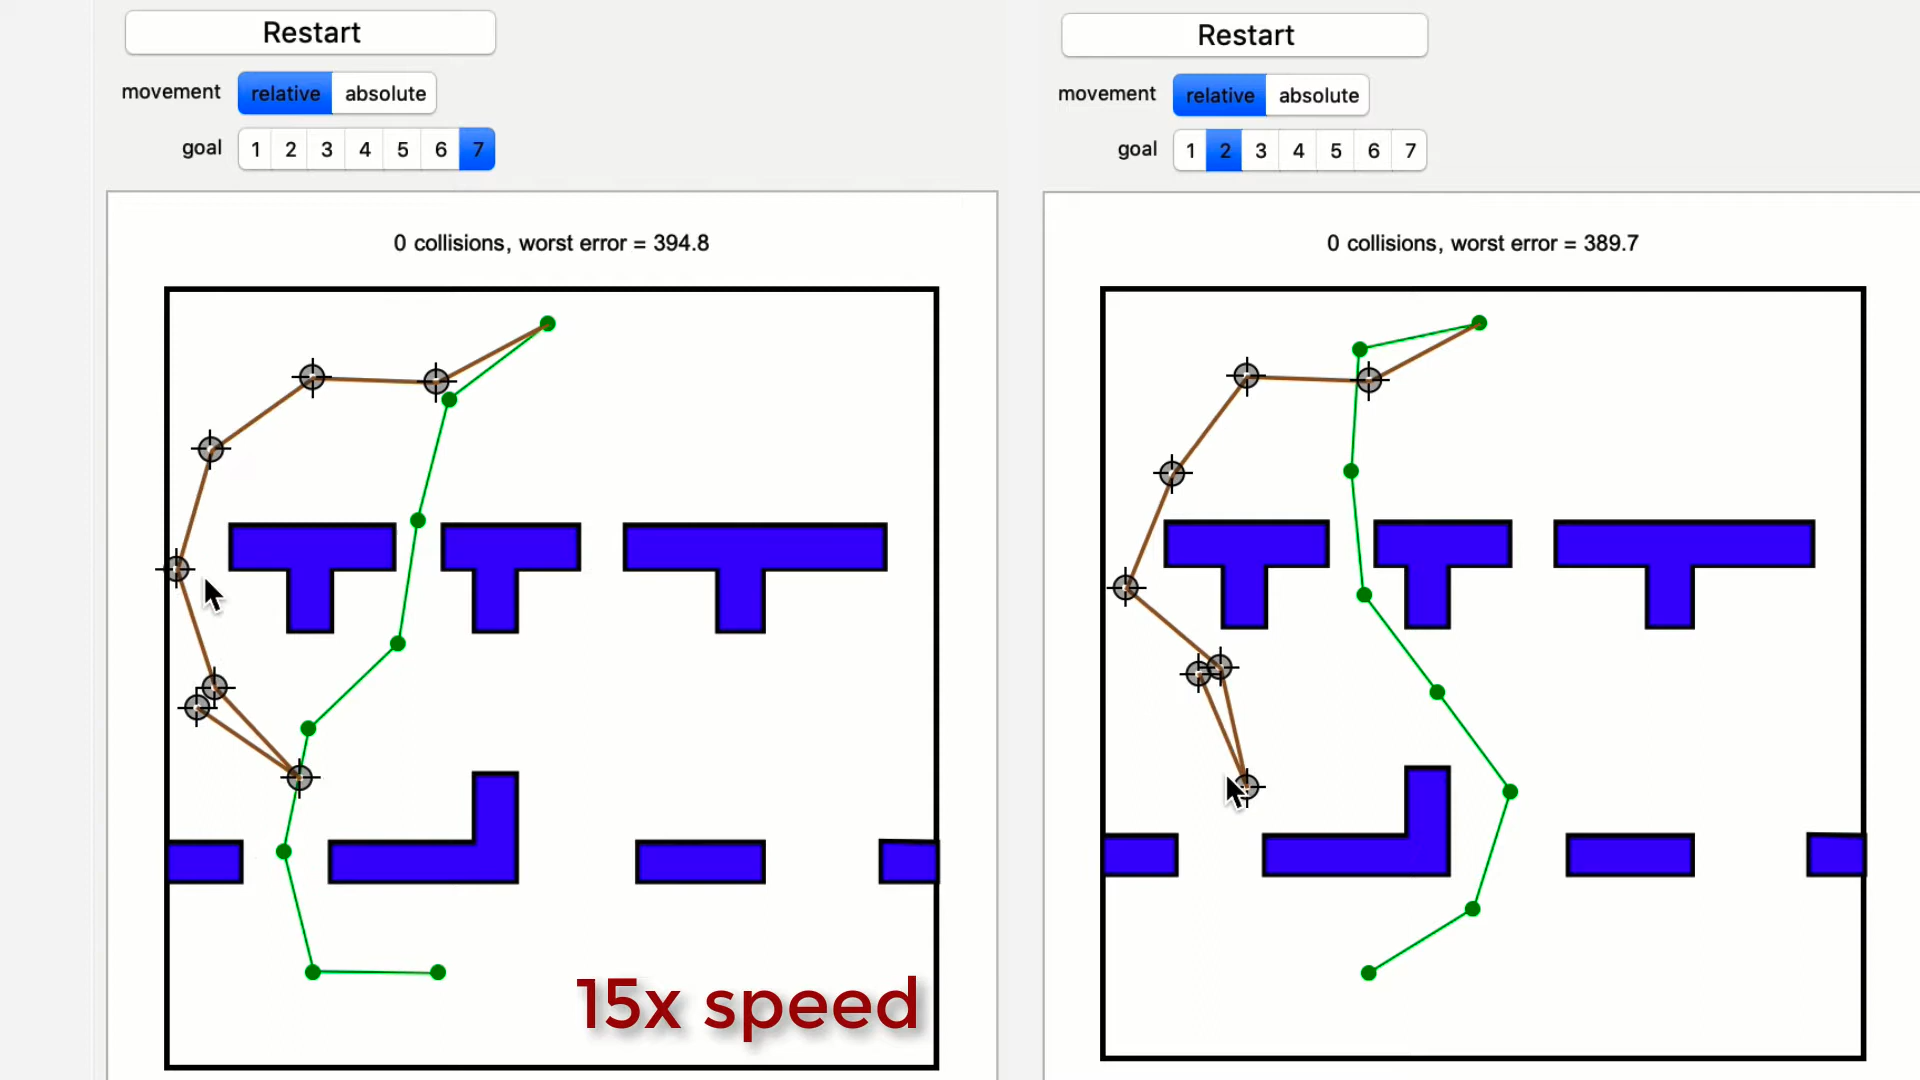 Restart
movement relative absolute
goal 1 2 3 4 5 6 7
0 collisions, worst error = 394.8
15x speed
Restart
movement relative absolute
goal 1 2 3 4 5 6 7
0 collisions, worst error = 389.7